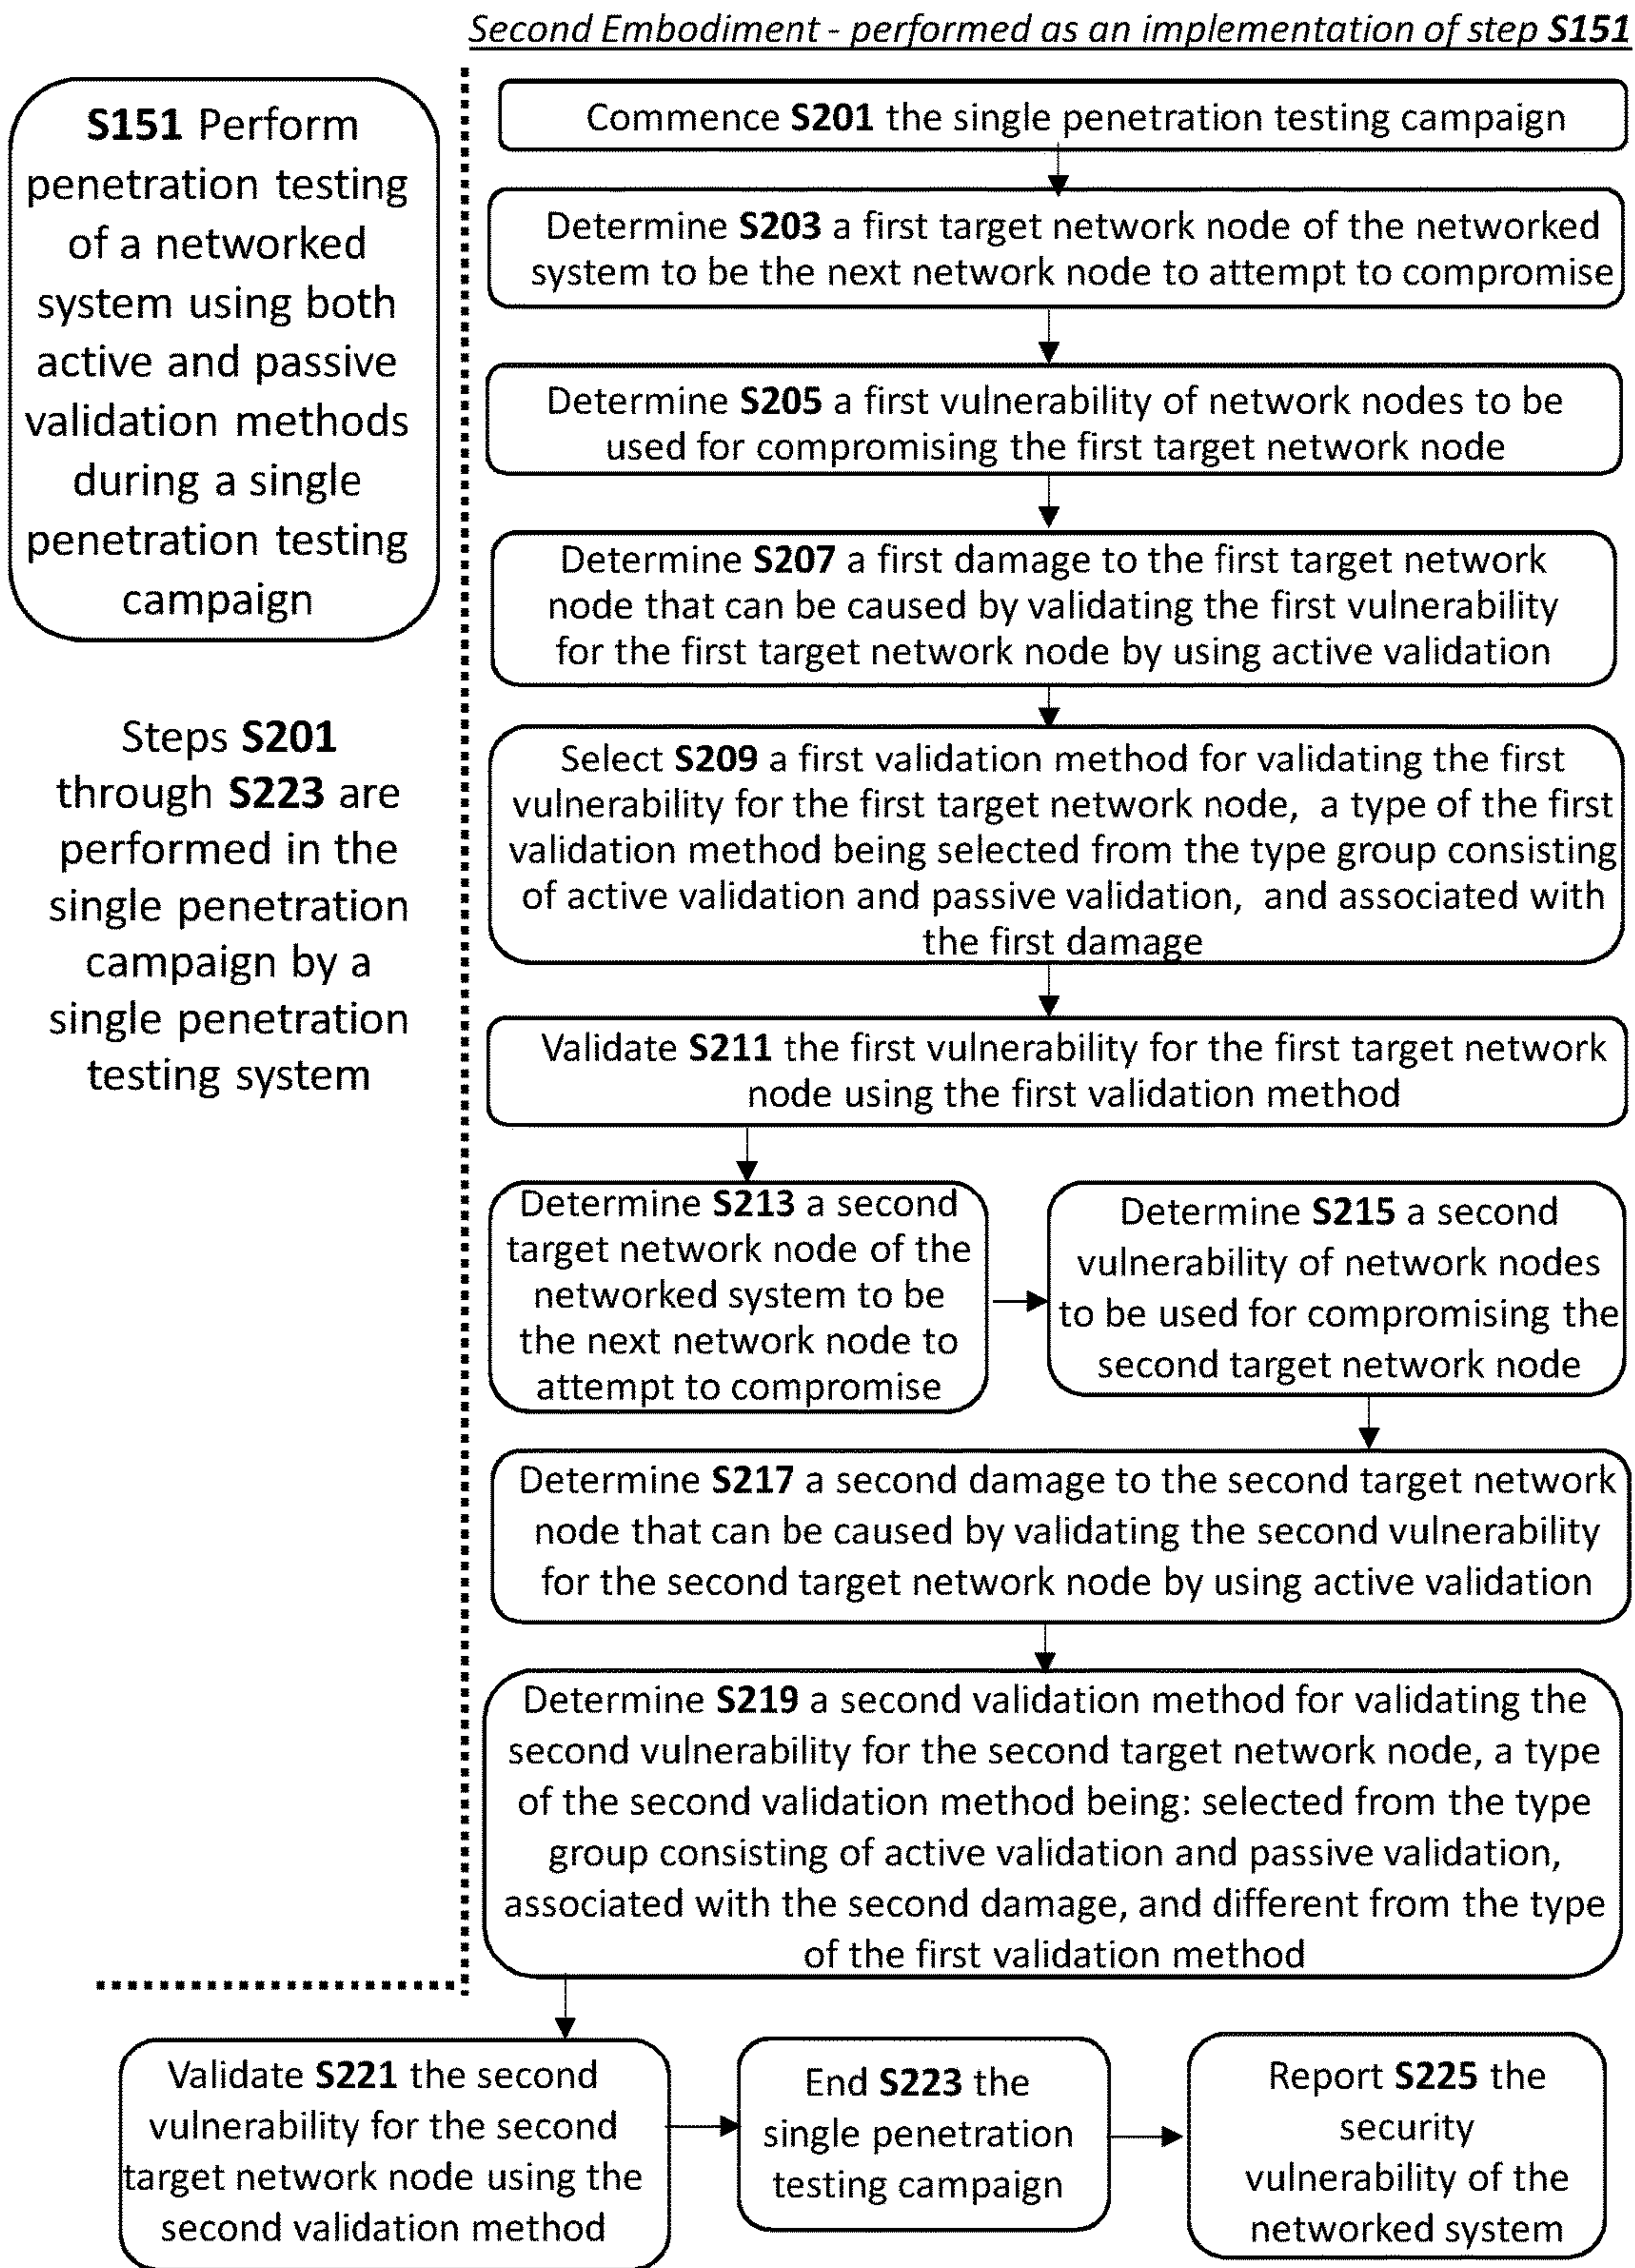 Second Embodiment - performed as an implementation of step S151
S151 Perform
penetration testing
of a networked
system using both
active and passive
validation methods
during a single
penetration testing
campaign
Steps S201
through S223 are
performed in the
single penetration
campaign by a
single penetration
testing system
Commence S201 the single penetration testing campaign
Determine S203 a first target network node of the networked
system to be the next network node to attempt to compromise
Determine S205 a first vulnerability of network nodes to be
used for compromising the first target network node
Determine S207 a first damage to the first target network
node that can be caused by validating the first vulnerability
for the first target network node by using active validation
Select S209 a first validation method for validating the first
vulnerability for the first target network node, a type of the first
validation method being selected from the type group consisting
of active validation and passive validation, and associated with
the first damage
Validate S211 the first vulnerability for the first target network
node using the first validation method
Determine S213 a second
target network node of the
networked system to be
the next network node to
attempt to compromise
Determine S215 a second
vulnerability of network nodes
to be used for compromising the
second target network node
Determine S217 a second damage to the second target network
node that can be caused by validating the second vulnerability
for the second target network node by using active validation
Determine S219 a second validation method for validating the
second vulnerability for the second target network node, a type
of the second validation method being: selected from the type
group consisting of active validation and passive validation,
associated with the second damage, and different from the type
of the first validation method
Validate S221 the second
vulnerability for the second
target network node using the
second validation method
End S223 the
single penetration
testing campaign
Report S225 the
security
vulnerability of the
networked system